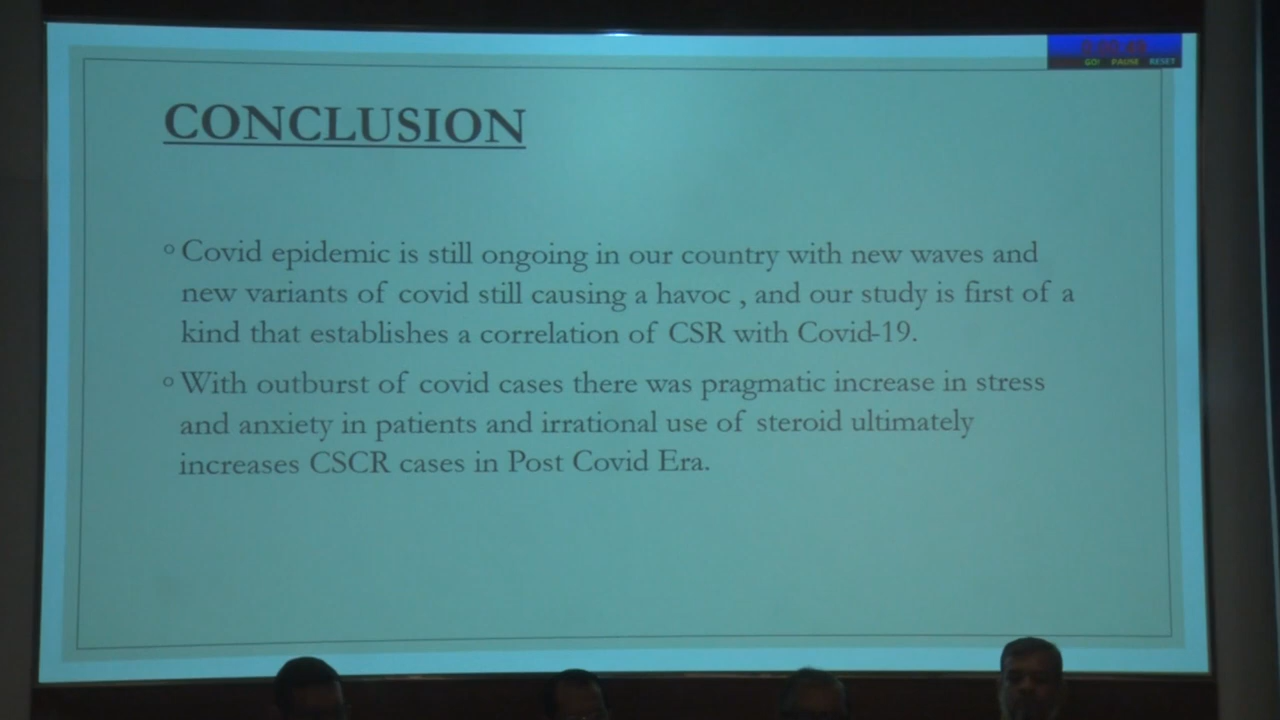 GO! PAUSE RESET
CONCLUSION
Covid epidemic is still ongoing in our country with new waves and
new variants of covid still causing a havoc , and our study is first of a
kind that establishes a correlation of CSR with Covid-19.
With outburst of covid cases there was pragmatic increase in stress
and anxiety in patients and irrational use of steroid ultimately
increases CSCR cases in Post Covid Era.